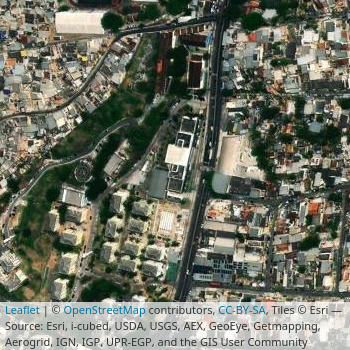 Leaflet | © OpenStreetMap contributors, CC-BY-SA, Tiles © Esri —
Source: Esri, i-cubed, USDA, USGS, AEX, GeoEye, Getmapping,
Aerogrid, IGN, IGP, UPR-EGP, and the GIS User Community